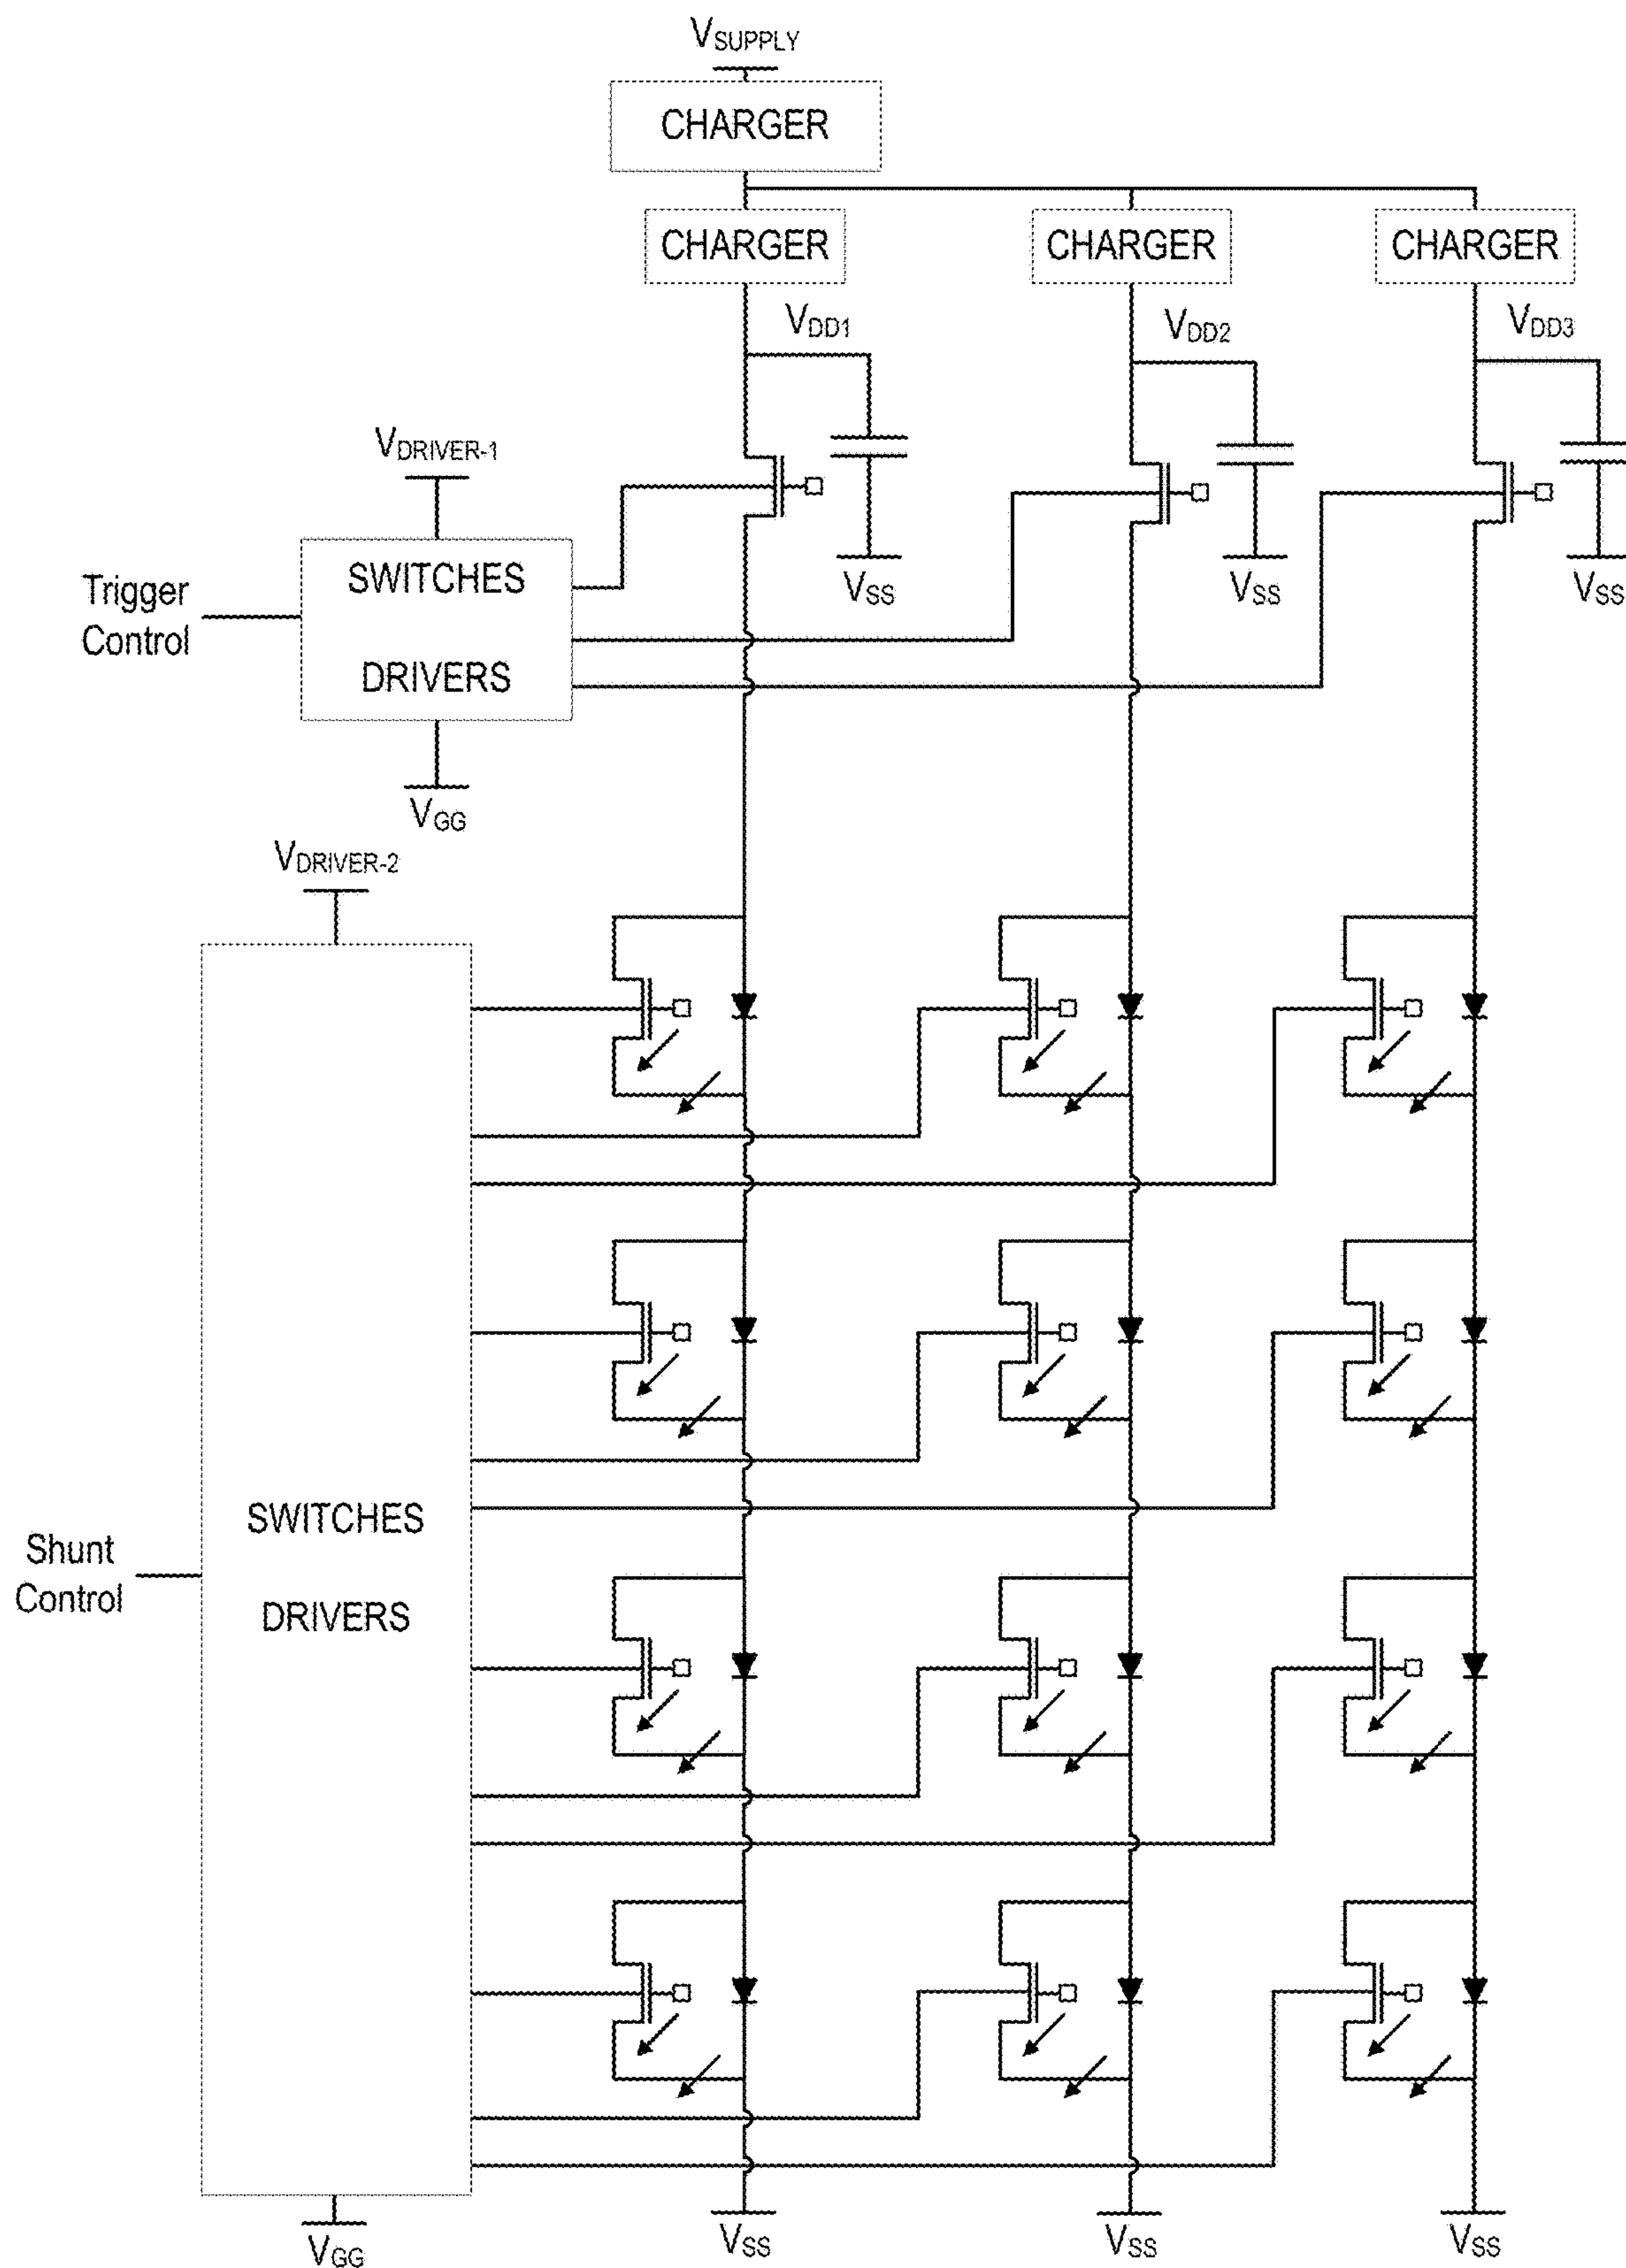 VSUPPLY
CHARGER
CHARGER
CHARGER
CHARGER
VDD1
VDD2
VDD3
VDRIVER-1
SWITCHES
DRIVERS
Trigger
Control
VSS
VSS
VSS
VGG
VDRIVER-2
SWITCHES
DRIVERS
Shunt
Control
VGG
VSS
VSS
VSS